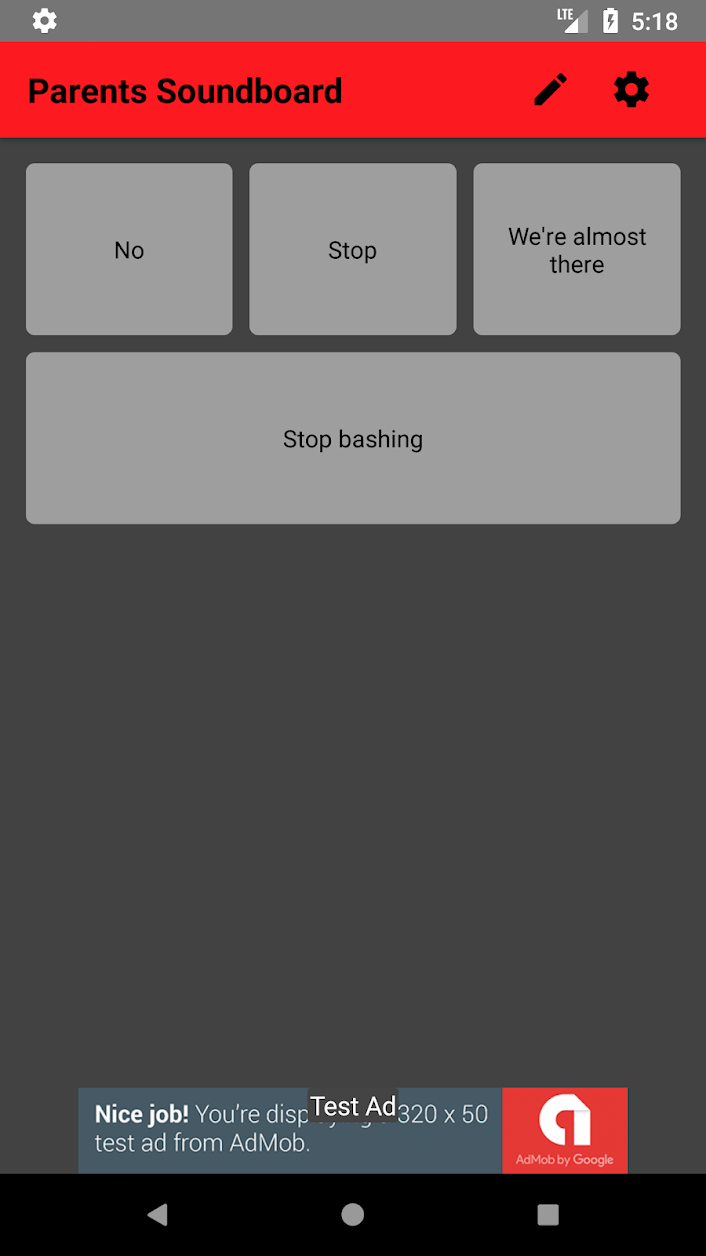 LTE 5:18
Parents Soundboard
No
Stop
We're almost
there
Stop bashing
Test Ad
Nice job! You're disp 320 x 50
test ad from AdMob.
AdMob by Google